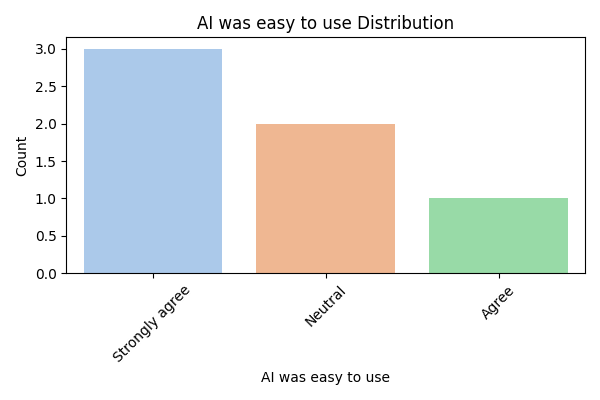 AI was easy to use Distribution
Count
3.0
2.5
2.0
1.5
1.0
0.5
0.0
Strongly agree
Neutral
Agree
AI was easy to use